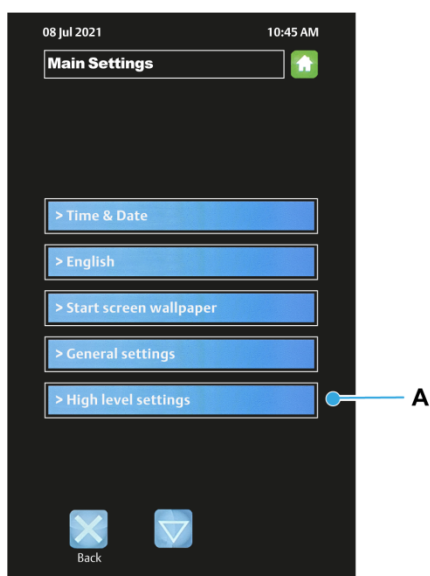 08 Jul 2021 10:45 AM
Main Settings
> Time & Date
> English
> Start screen wallpaper
> General settings
> High level settings
A
Back